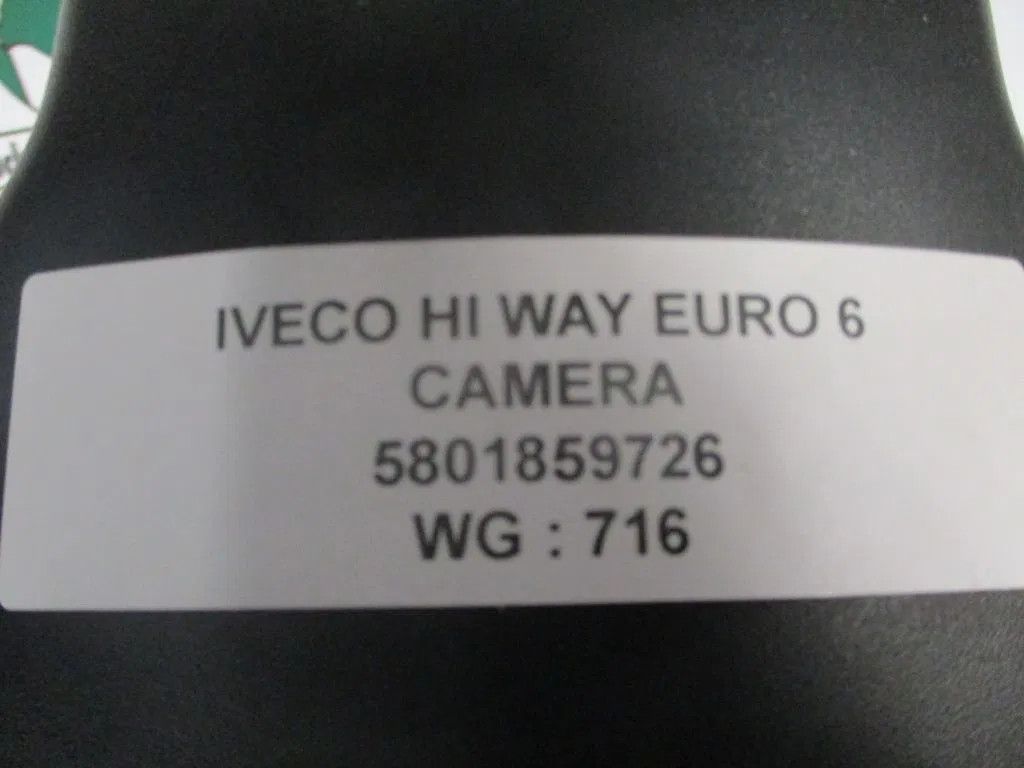 IVECO HI WAY EURO 6
CAMERA
5801859726
WG : 716